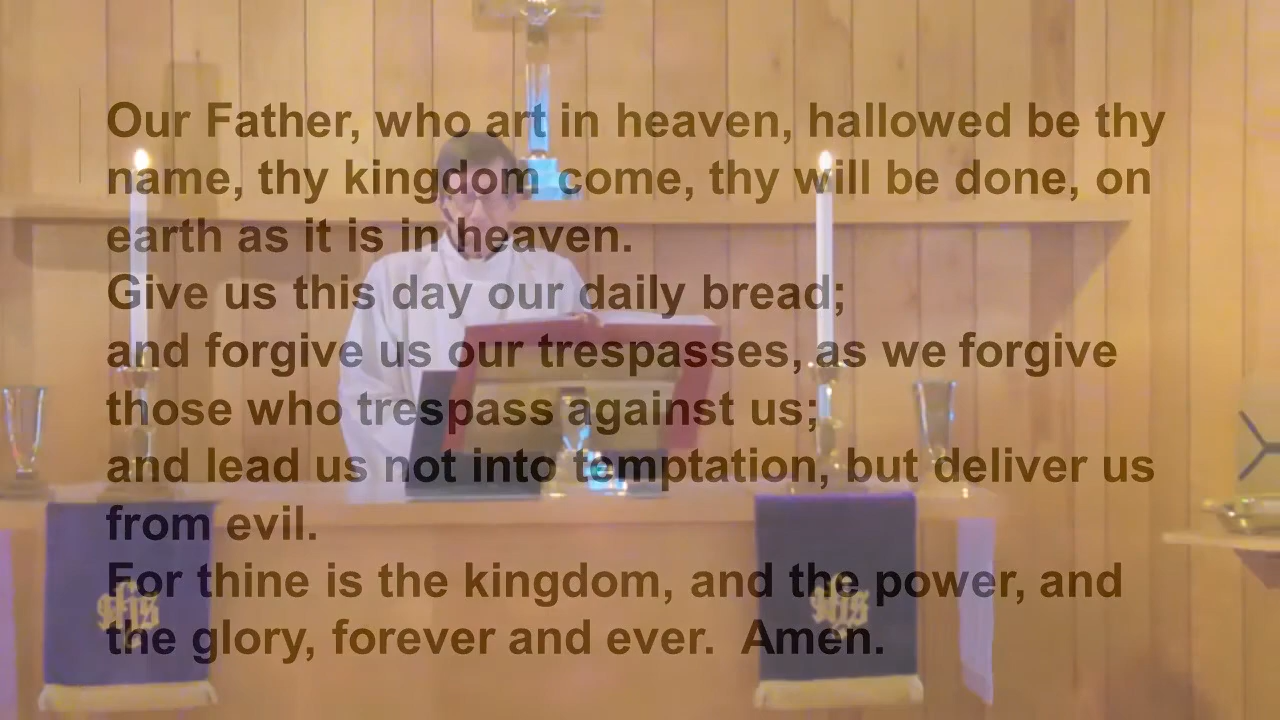 Our Father, who art in heaven, hallowed be thy
name, thy kingdom come, thy will be done, on
earth as it is in heaven.
Give us this day our daily bread;
and forgive us our trespasses, as we forgive
those who trespass against us;
and lead us not into temptation, but deliver us
from evil.
For thine is the kingdom, and the power, and
the glory, forever and ever.  Amen.
ihs
ihs